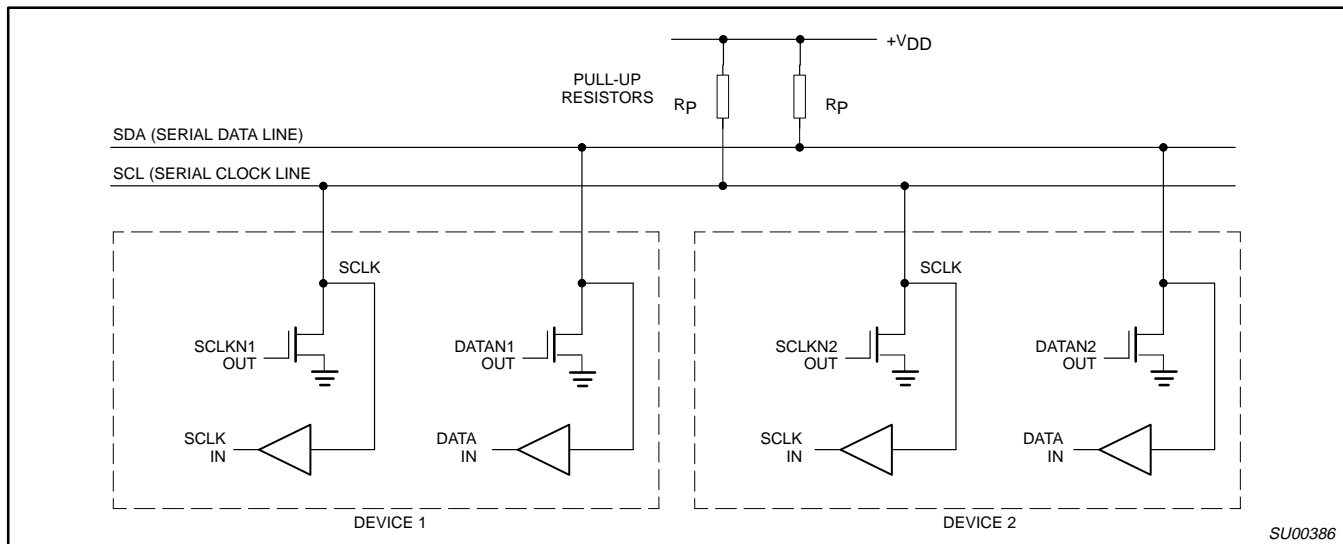 +VDD
PULL-UP
RESISTORS
RP
RP
SDA (SERIAL DATA LINE)
SCL (SERIAL CLOCK LINE
SCLK
SCLK
SCLKN1
OUT
DATAN1
OUT
SCLKN2
OUT
DATAN2
OUT
SCLK
IN
DATA
IN
SCLK
IN
DATA
IN
DEVICE 1
DEVICE 2
SU00386